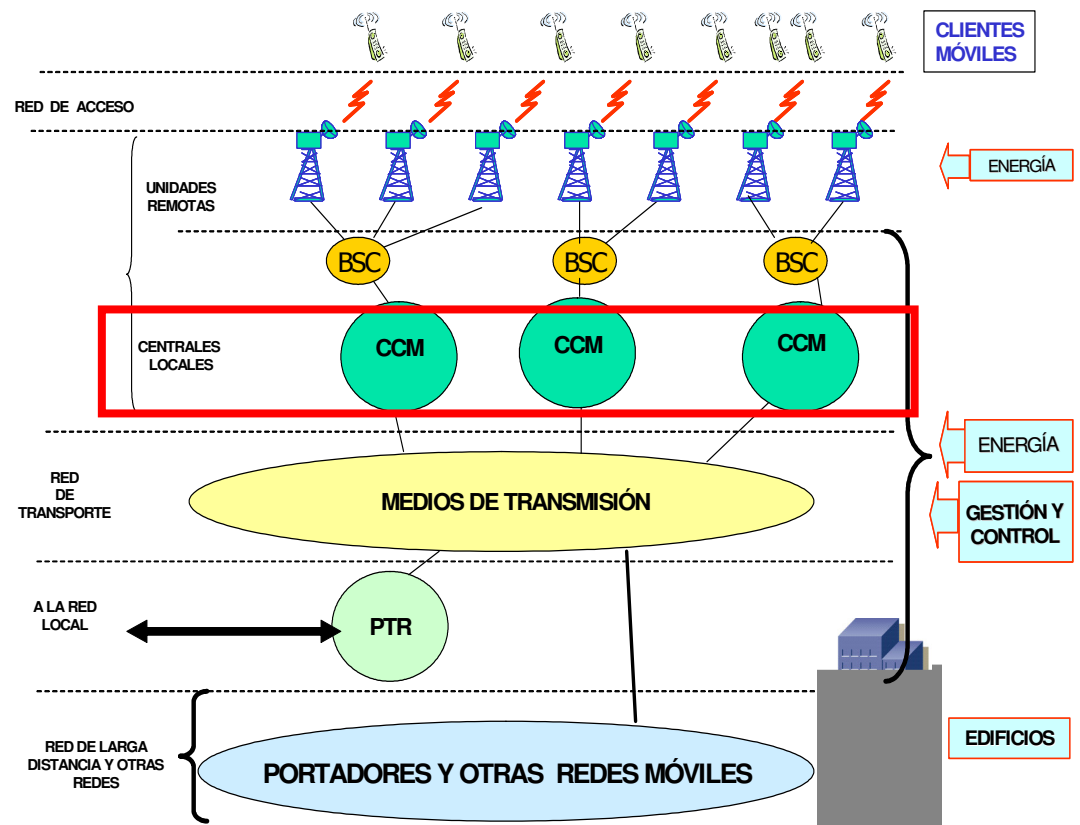 CLIENTES
MÓVILES
RED DE ACCESO
UNIDADES
REMOTAS
ENERGÍA
BSC
BSC
BSC
CENTRALES
LOCALES
CCM
CCM
CCM
RED
DE
TRANSPORTE
MEDIOS DE TRANSMISIÓN
ENERGÍA
GESTIÓN Y
CONTROL
A LA RED
LOCAL
PTR
RED DE LARGA
DISTANCIA Y OTRAS
REDES
PORTADORES Y OTRAS REDES MÓVILES
EDIFICIOS